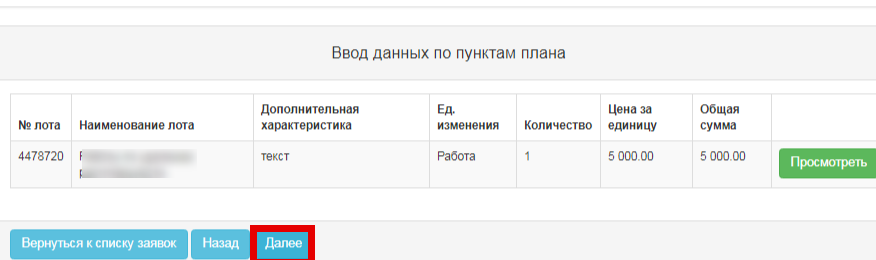 Ввод данных по пунктам плана
№ лота Наименование лота Дополнительная характеристика Ед. изменения Количество Цена за единицу Общая сумма
4478720 текст Работа 1 5 000.00 5 000.00 Просмотреть
Вернуться к списку заявок Назад Далее